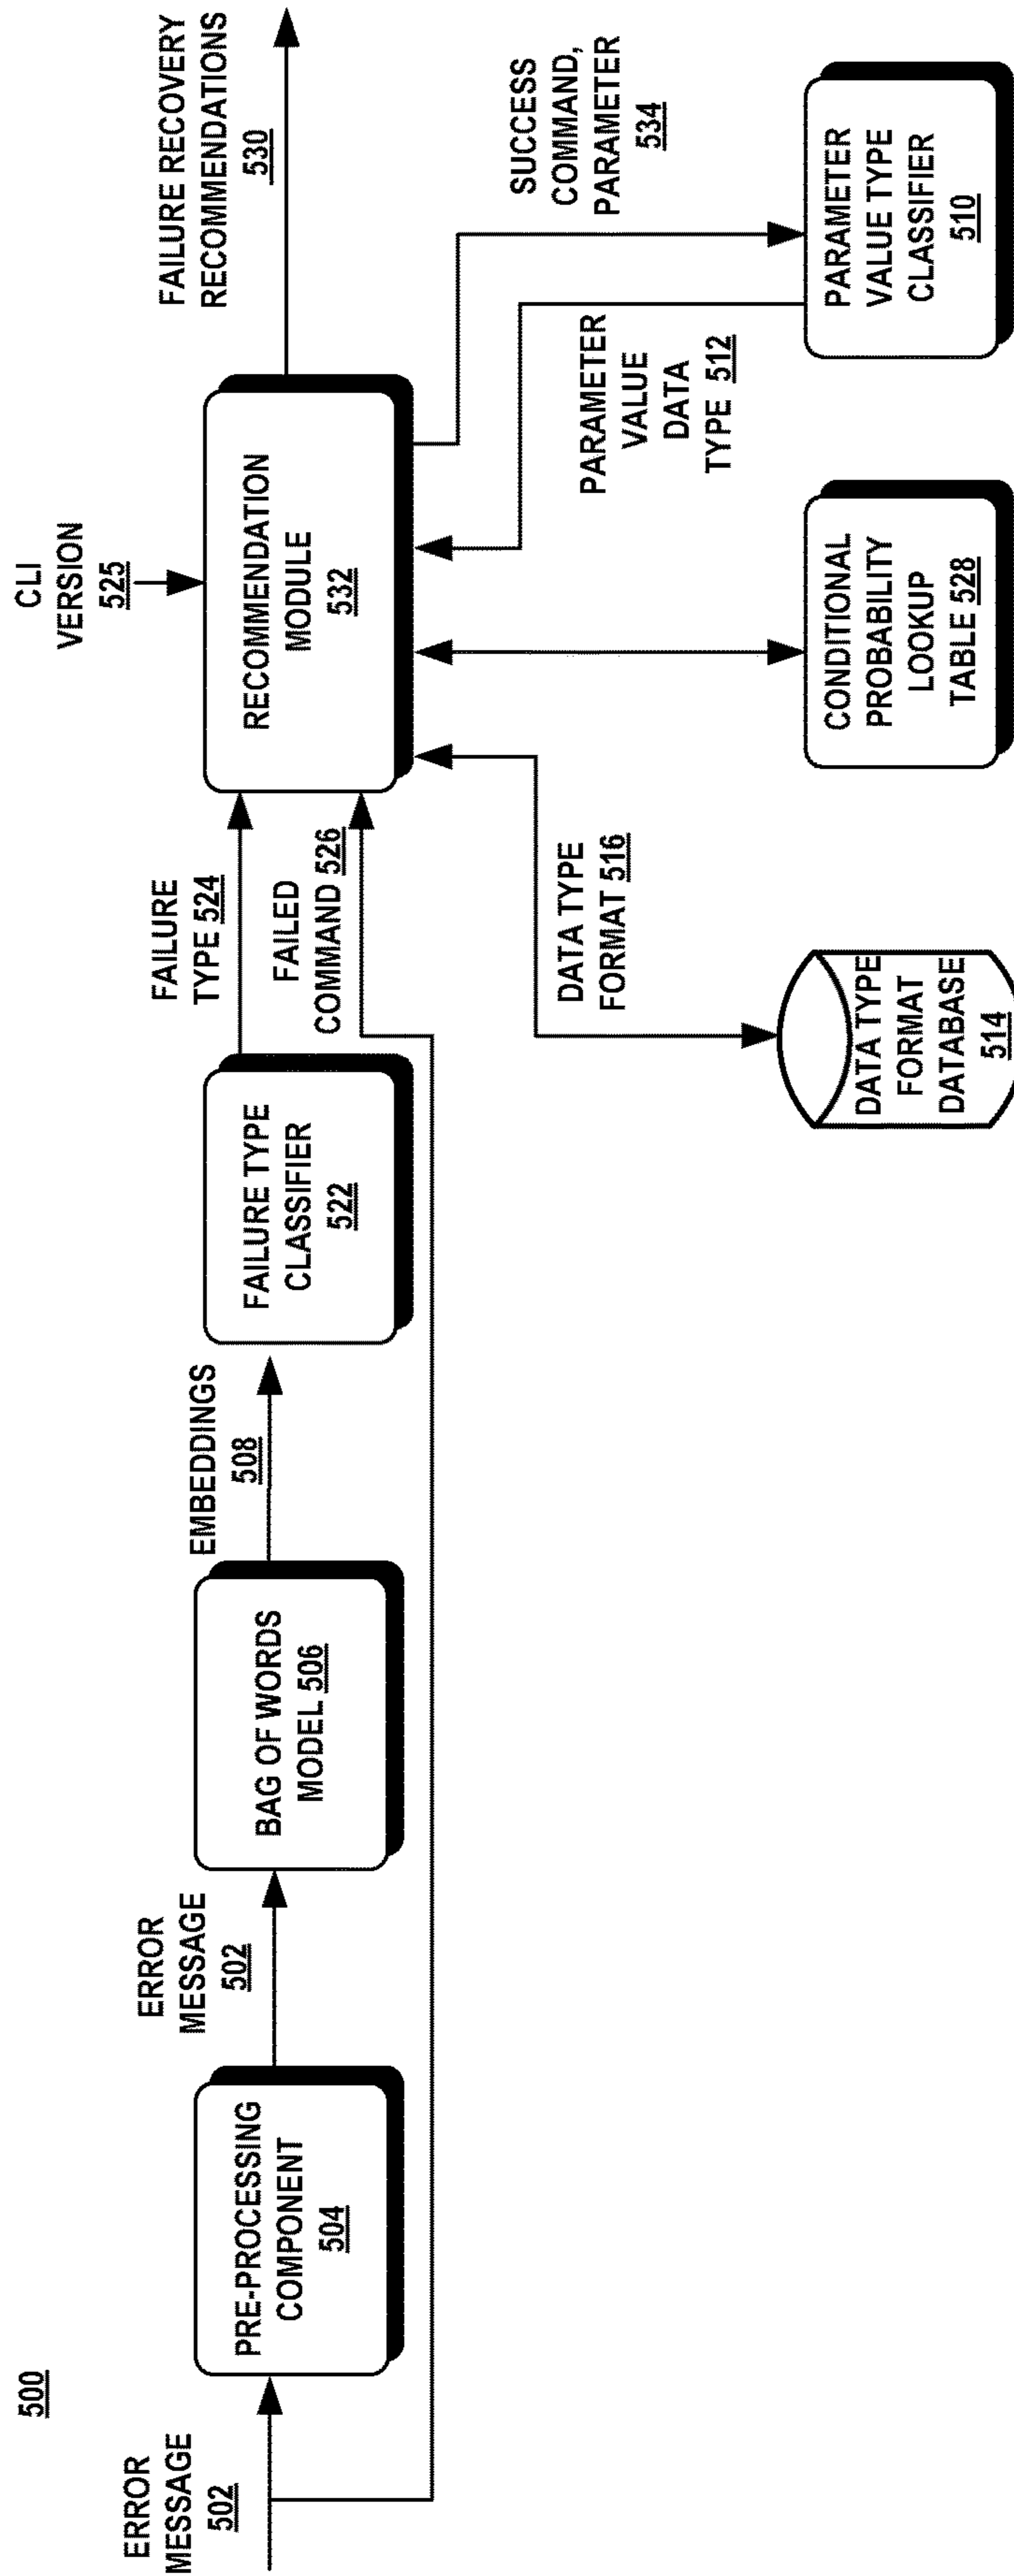 500
ERROR
MESSAGE
502
PRE-PROCESSING
COMPONENT
504
ERROR
MESSAGE
502
BAG OF WORDS
MODEL 506
EMBEDDINGS
508
FAILURE TYPE
CLASSIFIER
522
FAILURE
TYPE 524
FAILED
COMMAND 526
CLI
VERSION
525
RECOMMENDATION
MODULE
532
FAILURE RECOVERY
RECOMMENDATIONS
530
DATA TYPE
FORMAT 516
PARAMETER
VALUE
DATA
TYPE 512
SUCCESS
COMMAND,
PARAMETER
534
DATA TYPE
FORMAT
DATABASE
514
CONDITIONAL
PROBABILITY
LOOKUP
TABLE 528
PARAMETER
VALUE TYPE
CLASSIFIER
510